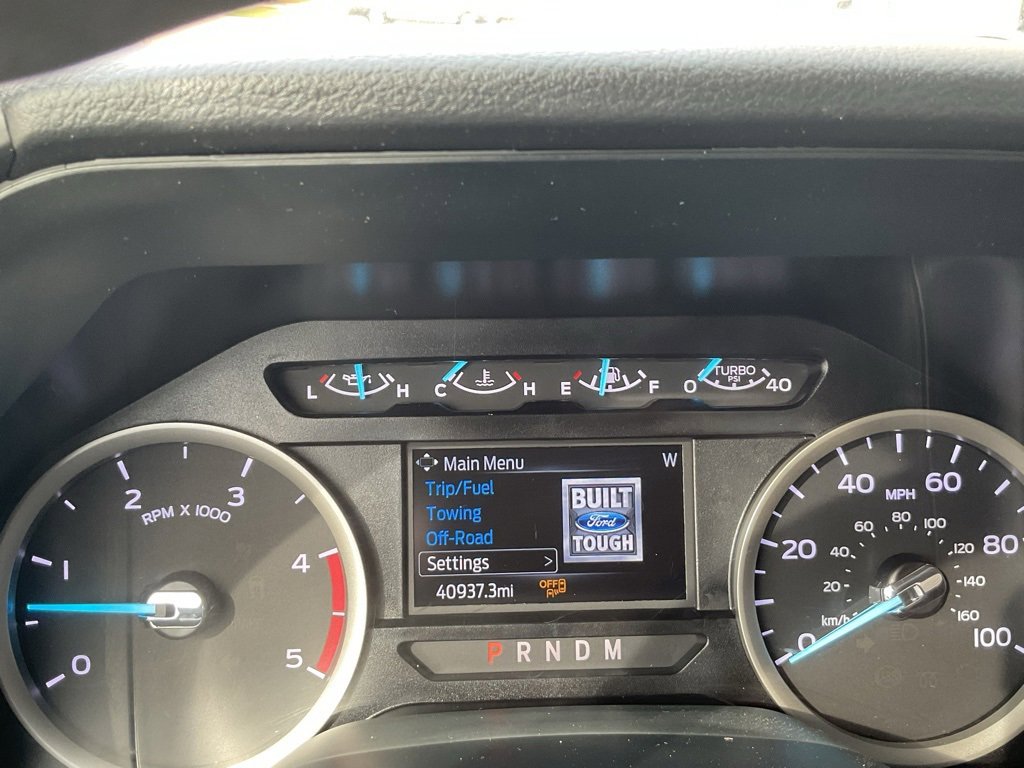 L H C H E F 0 TURBO PSI 40
Main Menu W
Trip/Fuel
Towing
Off-Road
Settings >
40937.3mi OFF
BUILT
Ford
TOUGH
P R N D M
0 1 2 3 4 5
RPM X 1000
0 20 40 60 80 100
MPH
20 40 60 80 100 120 140 160
km/h